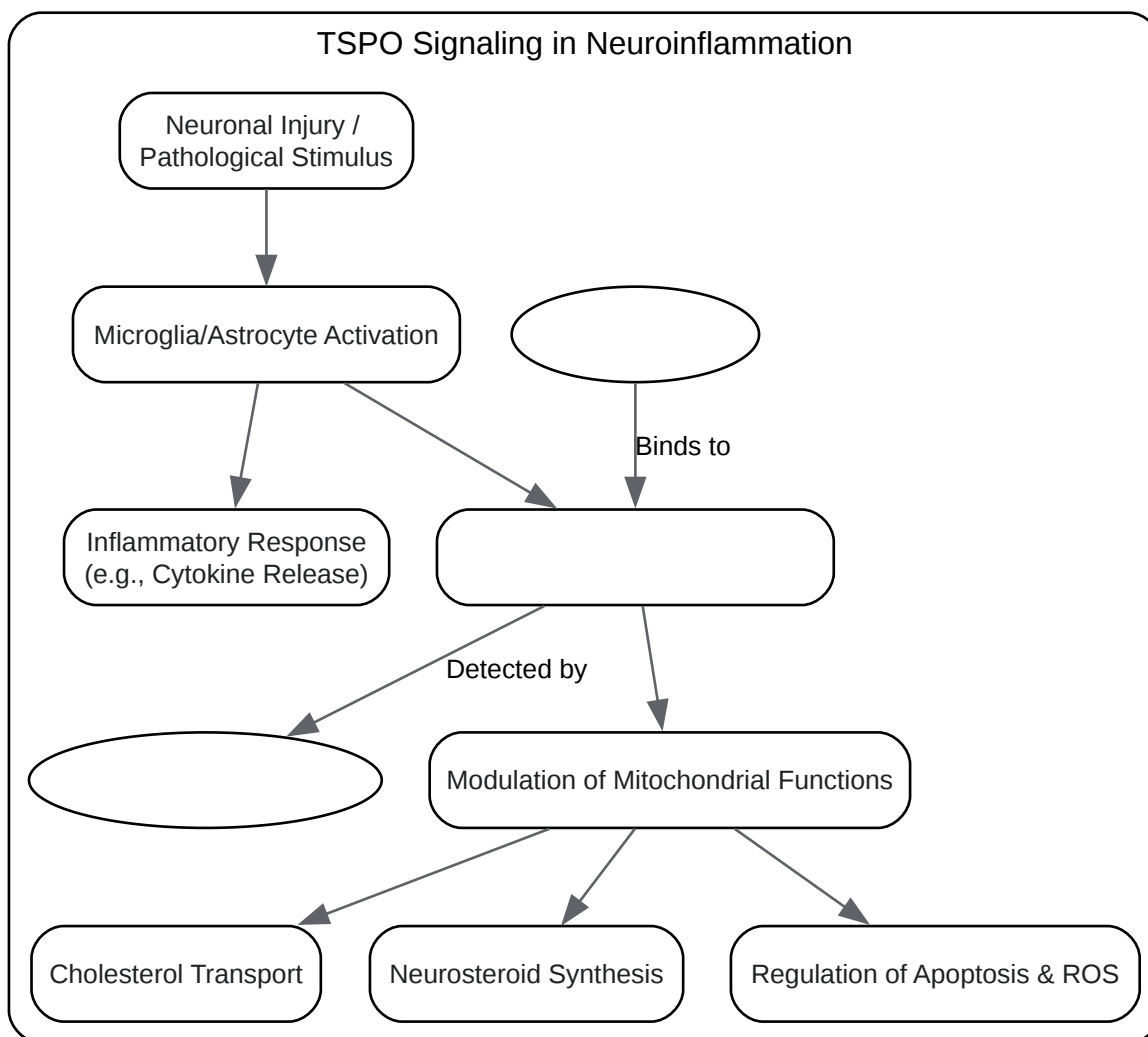 TSPO Signaling in Neuroinflammation
Neuronal Injury /
Pathological Stimulus
Microglia/Astrocyte Activation
Binds to
Inflammatory Response
(e.g., Cytokine Release)
Detected by
Modulation of Mitochondrial Functions
Cholesterol Transport
Neurosteroid Synthesis
Regulation of Apoptosis & ROS